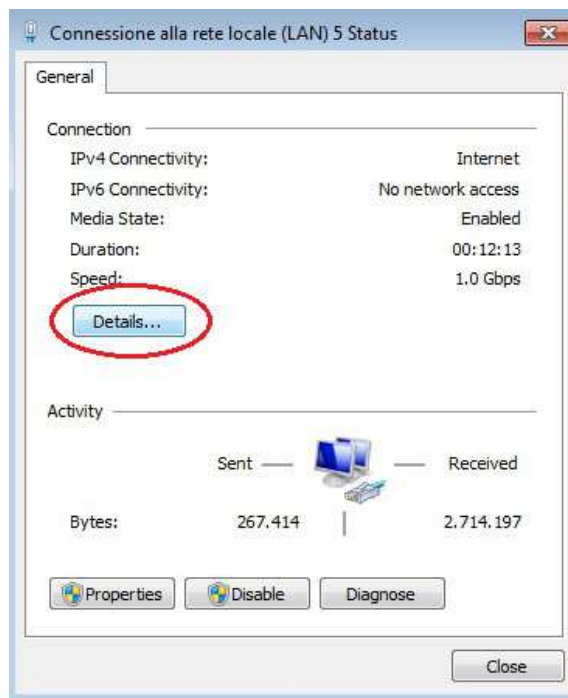 Connessione alla rete locale (LAN) 5 Status
General
Connection
IPv4 Connectivity: Internet
IPv6 Connectivity: No network access
Media State: Enabled
Duration: 00:12:13
Speed: 1.0 Gbps
Details...
Activity
Sent Received
Bytes: 267.414 2.714.197
Properties Disable Diagnose
Close